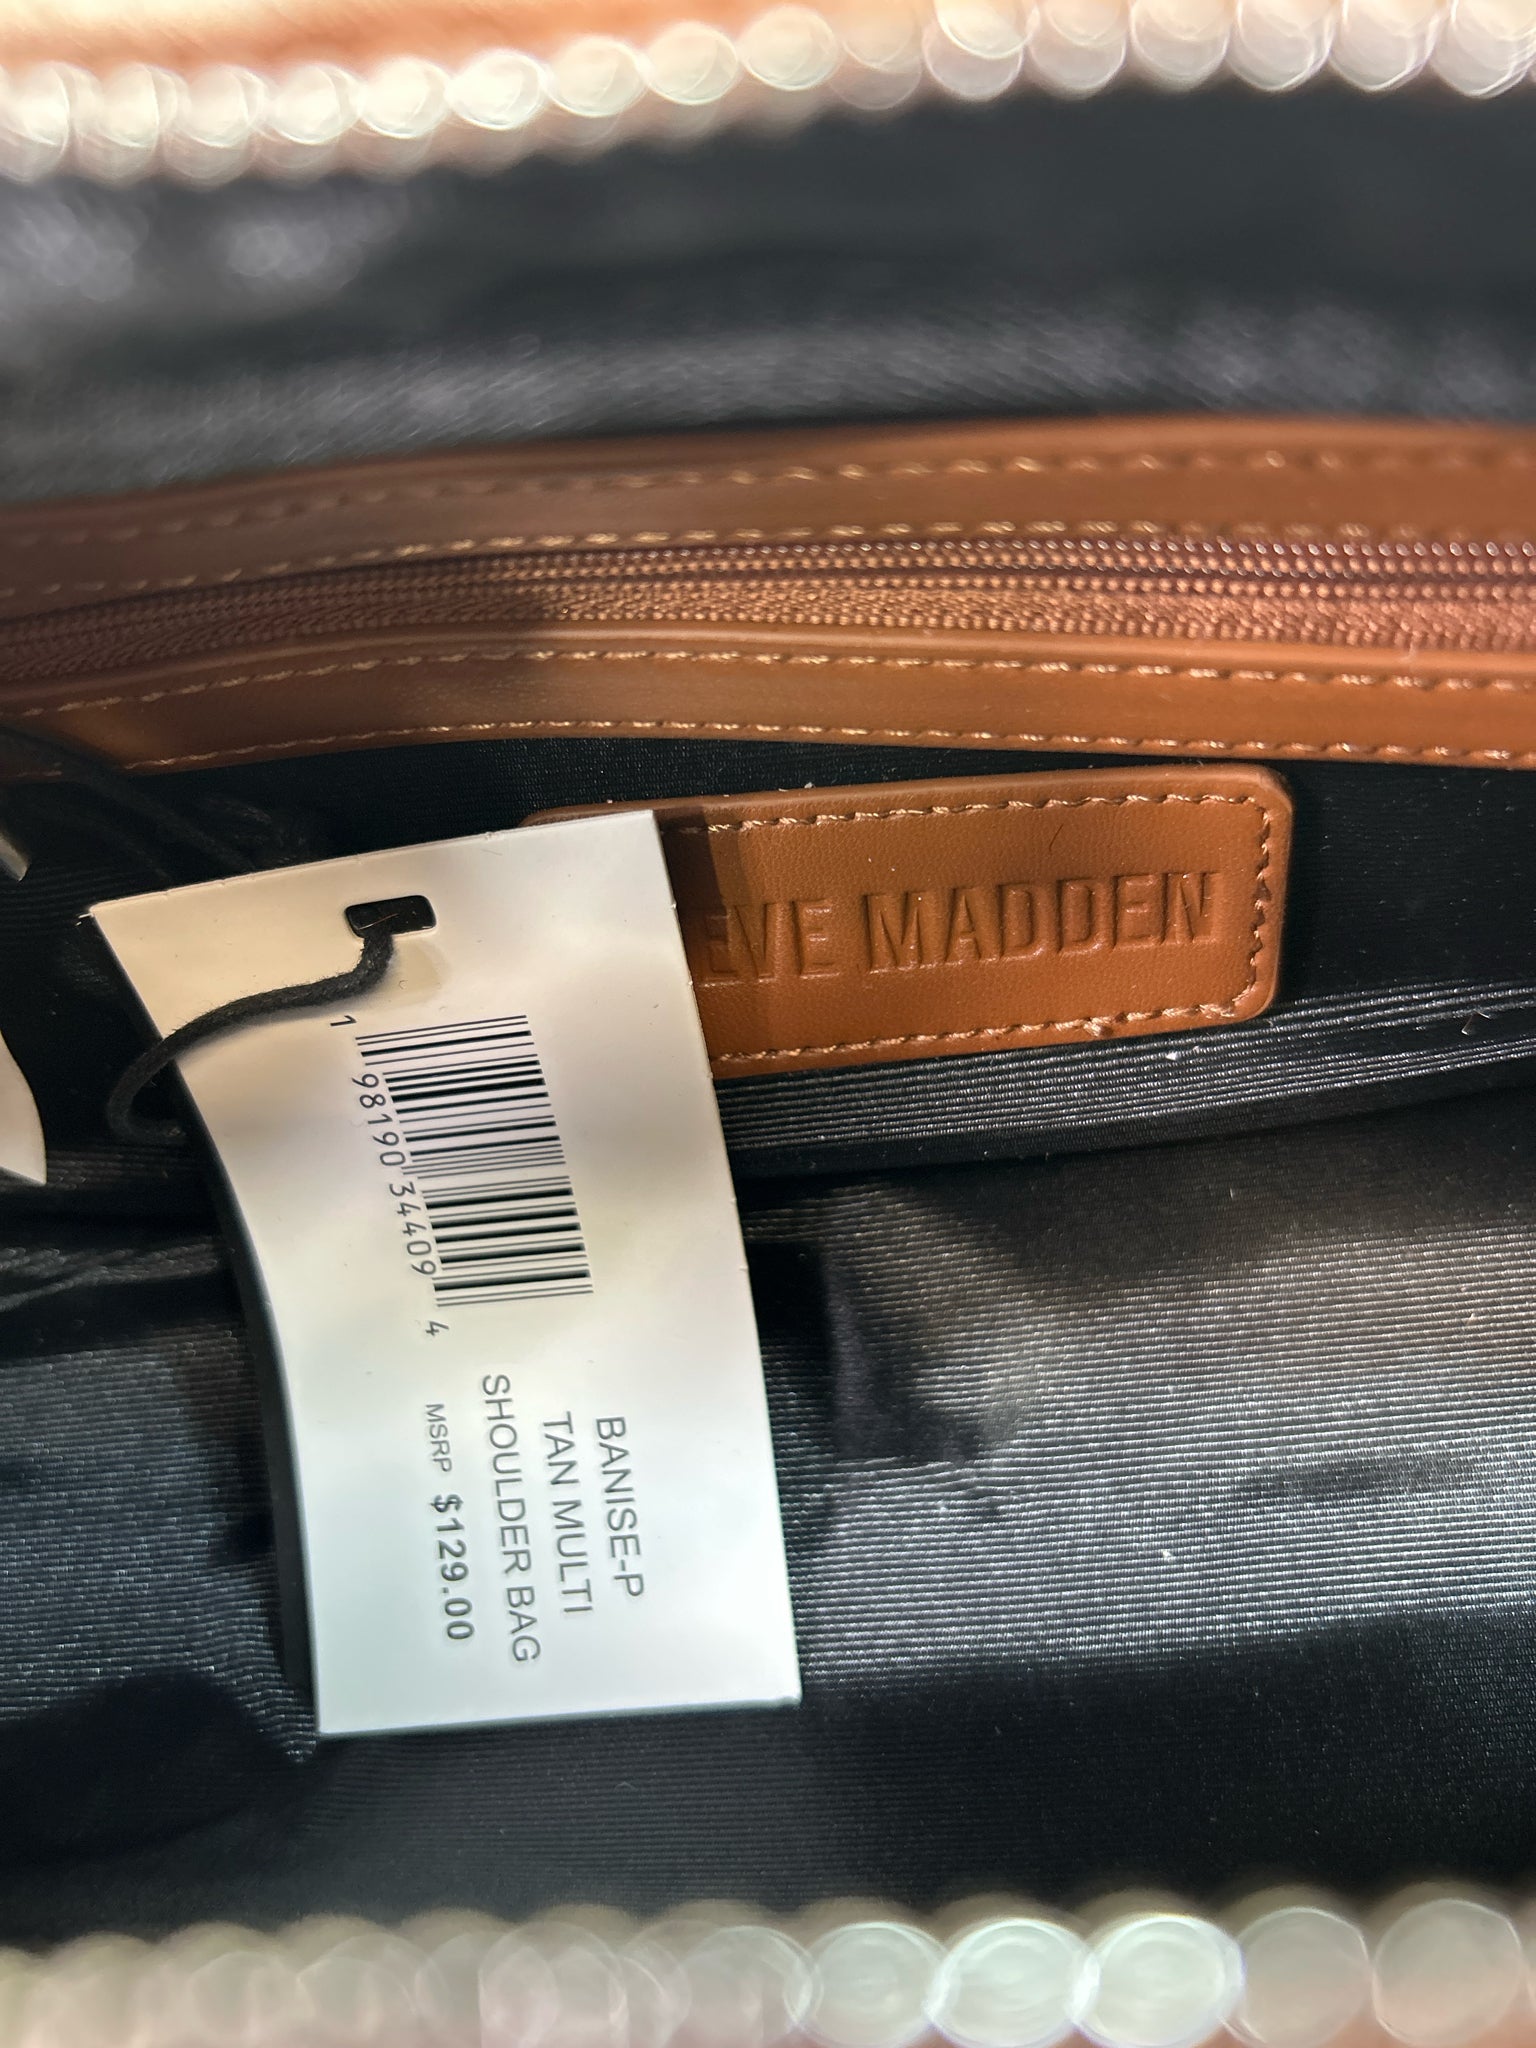 EVE MADDEN
1 98190 34409 4
BANISE-P
TAN MULTI
SHOULDER BAG
MSRP $129.00